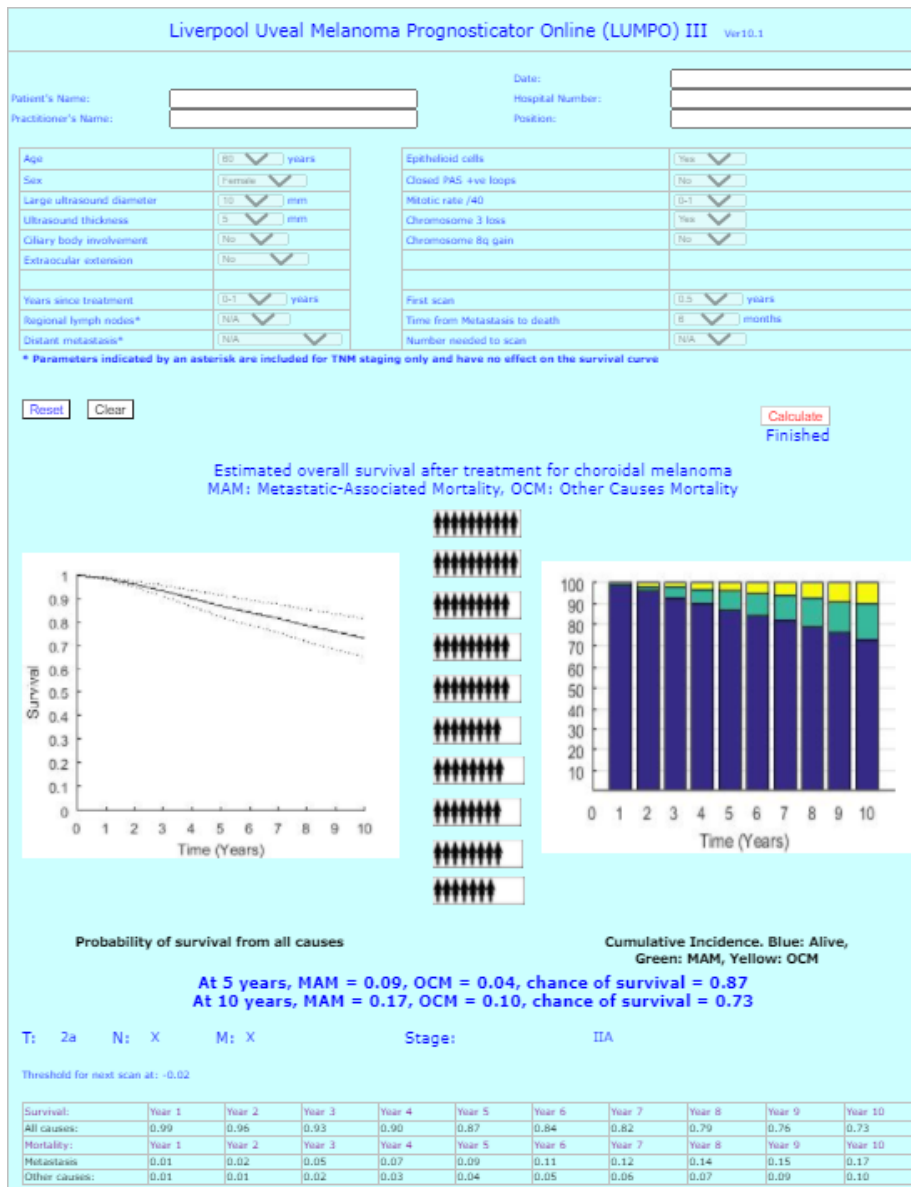 Liverpool Uveal Melanoma Prognosticator Online (LUMPO) III Ver10.1
Date:
Patient's Name: Hospital Number:
Practitioner's Name: Position:
Age 60 years Epithelioid cells Yes
Sex Female Closed PAS +ve loops No
Large ultrasound diameter 10 mm Mitotic rate /40 0-1
Ultrasound thickness 5 mm Chromosome 3 loss Yes
Ciliary body involvement No Chromosome 8q gain No
Extraocular extension No
Years since treatment 0-1 years First scan 0.5 years
Regional lymph nodes* N/A Time from Metastasis to death 6 months
Distant metastasis* N/A Number needed to scan N/A
* Parameters indicated by an asterisk are included for TNM staging only and have no effect on the survival curve
Reset Clear
Calculate
Finished
Estimated overall survival after treatment for choroidal melanoma
MAM: Metastatic-Associated Mortality, OCM: Other Causes Mortality
1
0.9
0.8
0.7
0.6
0.5
0.4
0.3
0.2
0.1
0
Survival
0 1 2 3 4 5 6 7 8 9 10
Time (Years)
100
90
80
70
60
50
40
30
20
10
0 1 2 3 4 5 6 7 8 9 10
Time (Years)
Probability of survival from all causes
Cumulative Incidence. Blue: Alive,
Green: MAM, Yellow: OCM
At 5 years, MAM = 0.09, OCM = 0.04, chance of survival = 0.87
At 10 years, MAM = 0.17, OCM = 0.10, chance of survival = 0.73
T: 2a N: X M: X Stage: IIA
Threshold for next scan at: -0.02
Survival: Year 1 Year 2 Year 3 Year 4 Year 5 Year 6 Year 7 Year 8 Year 9 Year 10
All causes: 0.99 0.96 0.93 0.90 0.87 0.84 0.82 0.79 0.76 0.73
Mortality: Year 1 Year 2 Year 3 Year 4 Year 5 Year 6 Year 7 Year 8 Year 9 Year 10
Metastasis 0.01 0.02 0.05 0.07 0.09 0.11 0.12 0.14 0.15 0.17
Other causes: 0.01 0.01 0.02 0.03 0.04 0.05 0.06 0.07 0.09 0.10